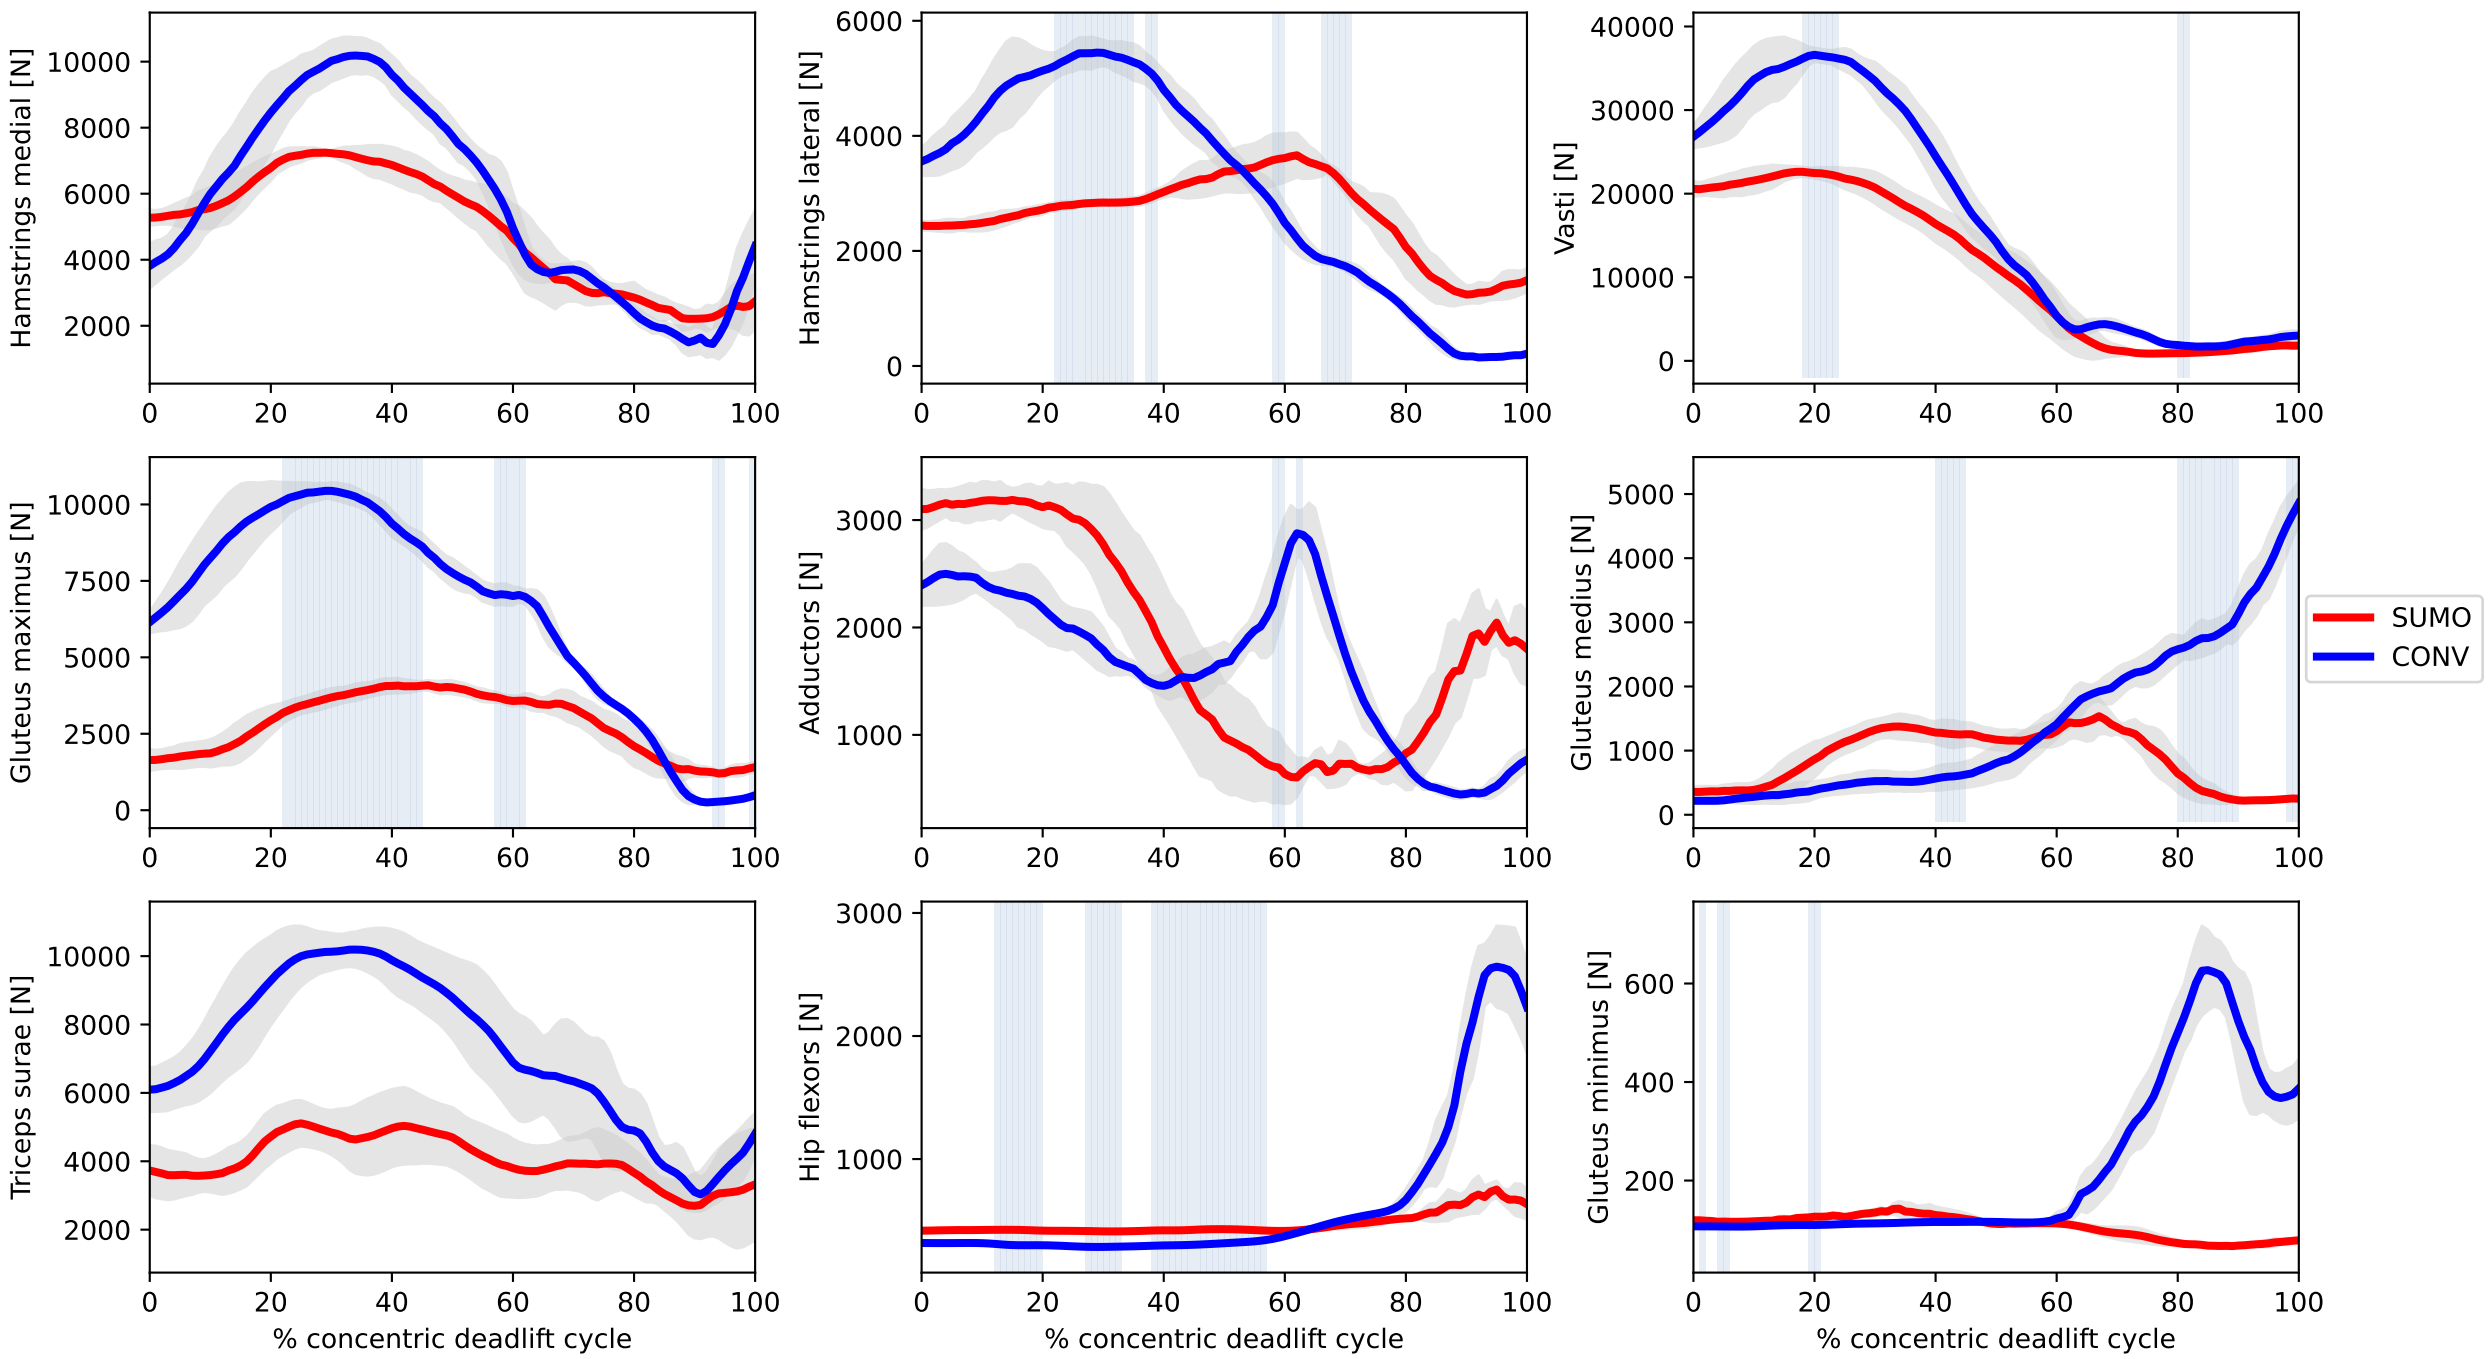 Hamstrings medial [N]
10000
8000
6000
4000
2000
0 20 40 60 80 100
Hamstrings lateral [N]
6000
4000
2000
0
0 20 40 60 80 100
Vasti [N]
40000
30000
20000
10000
0
0 20 40 60 80 100
Gluteus maximus [N]
10000
7500
5000
2500
0
0 20 40 60 80 100
Adductors [N]
3000
2000
1000
0 20 40 60 80 100
Gluteus medius [N]
5000
4000
3000
2000
1000
0
0 20 40 60 80 100
SUMO
CONV
Triceps surae [N]
10000
8000
6000
4000
2000
0 20 40 60 80 100
% concentric deadlift cycle
Hip flexors [N]
3000
2000
1000
0 20 40 60 80 100
% concentric deadlift cycle
Gluteus minimus [N]
600
400
200
0 20 40 60 80 100
% concentric deadlift cycle